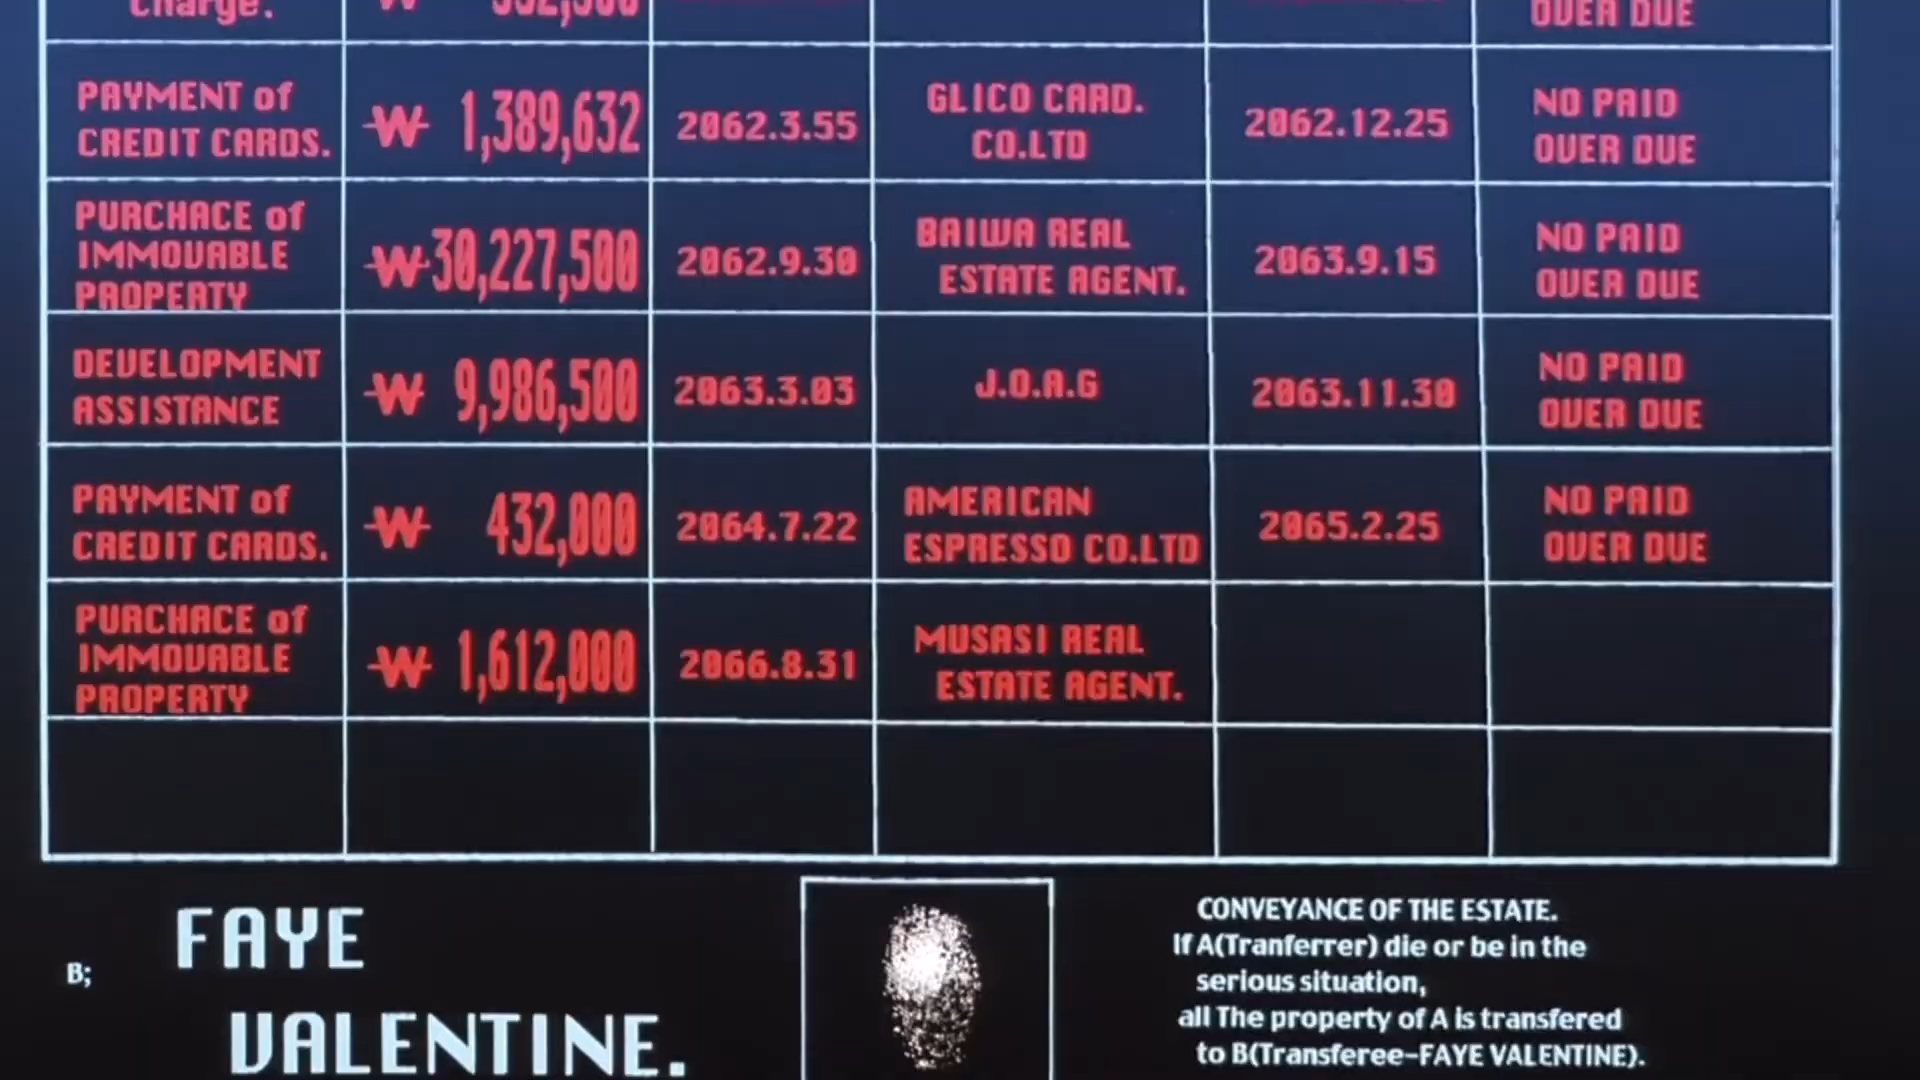 Charge.
OVER DUE
PAYMENT of
CREDIT CARDS.
₩ 1,389,632
2062.3.55
GLICO CARD.
CO.LTD
2062.12.25
NO PAID
OVER DUE
PURCHACE of
IMMOVABLE
PROPERTY
₩30,227,500
2062.9.30
BAIWA REAL
ESTATE AGENT.
2063.9.15
NO PAID
OVER DUE
DEVELOPMENT
ASSISTANCE
₩ 9,986,500
2063.3.03
J.O.A.G
2063.11.30
NO PAID
OVER DUE
PAYMENT of
CREDIT CARDS.
₩ 432,000
2064.7.22
AMERICAN
ESPRESSO CO.LTD
2065.2.25
NO PAID
OVER DUE
PURCHACE of
IMMOVABLE
PROPERTY
₩ 1,612,000
2066.8.31
MUSASI REAL
ESTATE AGENT.
B;
FAYE
VALENTINE.
CONVEYANCE OF THE ESTATE.
If A(Tranferrer) die or be in the
serious situation,
all The property of A is transfered
to B(Transferee-FAYE VALENTINE).